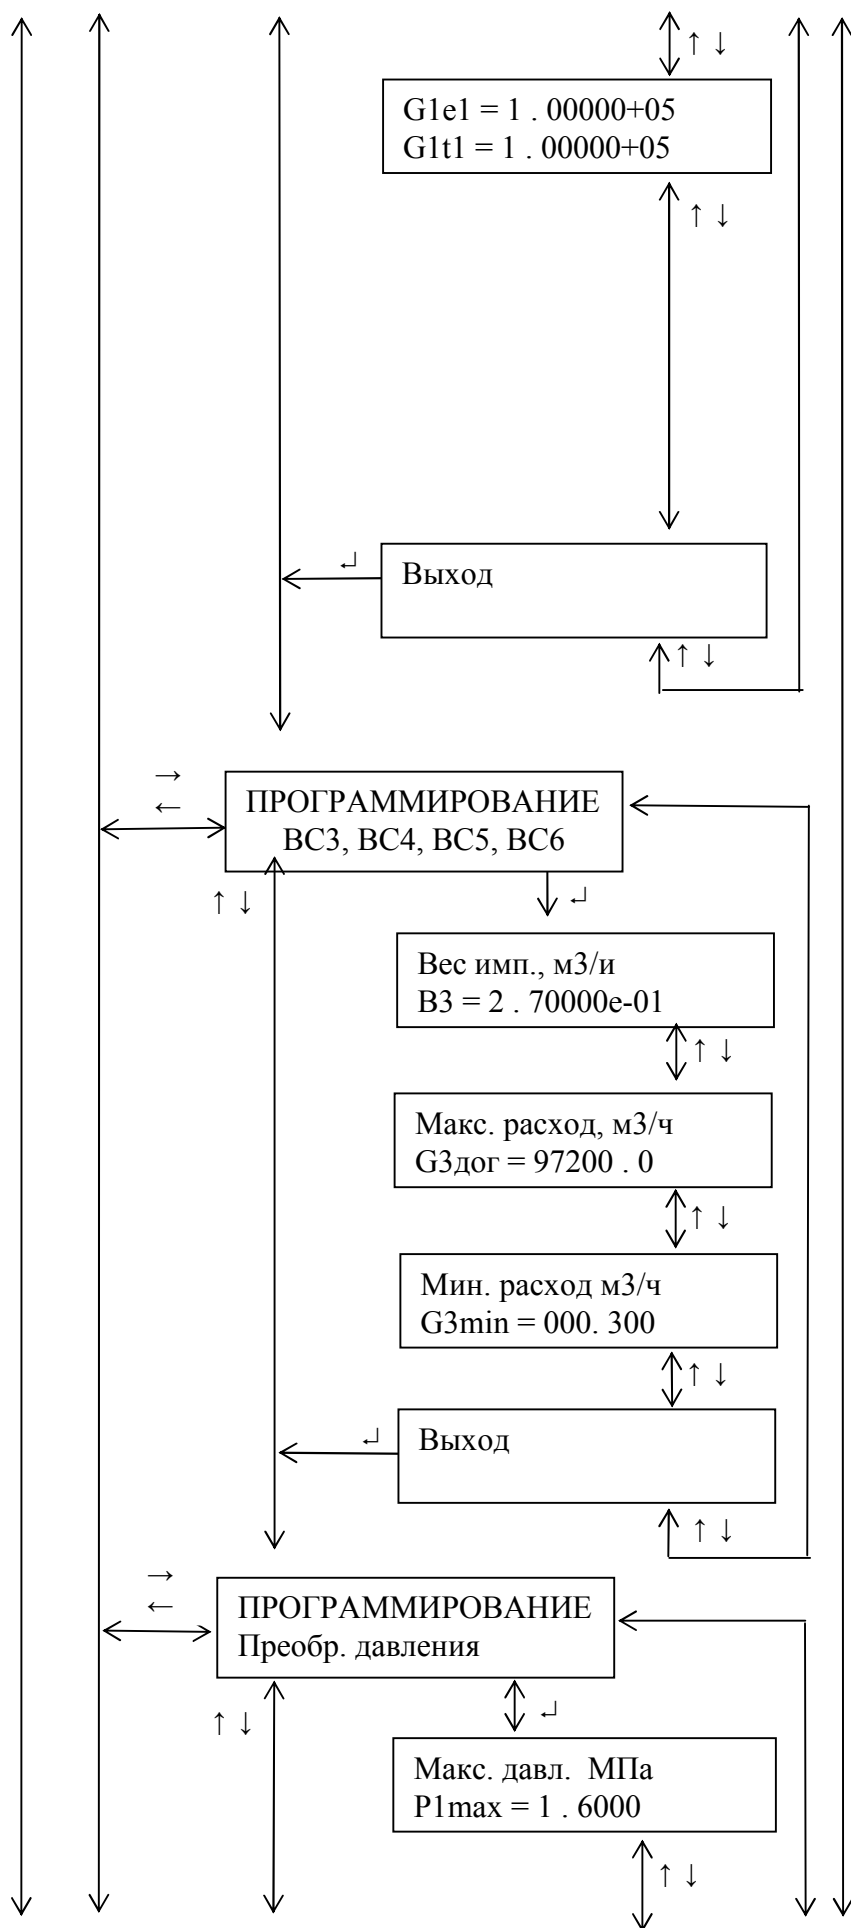 ↑ ↓
G1e1 = 1 . 00000+05
G1t1 = 1 . 00000+05
↑ ↓
↵
Выход
↑ ↓
→
←
ПРОГРАММИРОВАНИЕ
ВС3, ВС4, ВС5, ВС6
↑ ↓
↵
Вес имп., м3/и
В3 = 2 . 70000е-01
↑ ↓
Макс. расход, м3/ч
G3дог = 97200 . 0
↑ ↓
Мин. расход м3/ч
G3min = 000. 300
↑ ↓
↵
Выход
↑ ↓
→
←
ПРОГРАММИРОВАНИЕ
Преобр. давления
↑ ↓
↵
Макс. давл.  МПа
P1max = 1 . 6000
↑ ↓